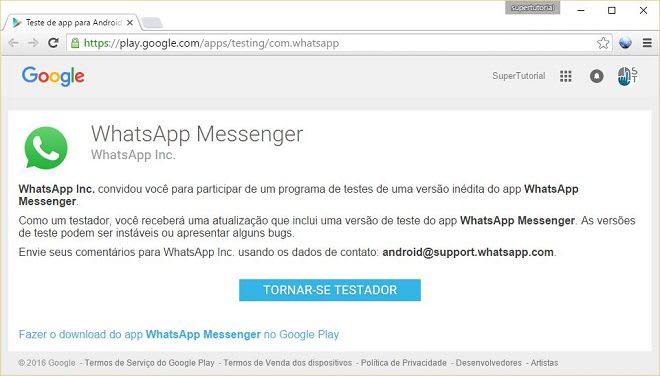 supertutorial
Teste de app para Android
https://play.google.com/apps/testing/com.whatsapp
Google
SuperTutorial
S
T
WhatsApp Messenger
WhatsApp Inc.
WhatsApp Inc. convidou você para participar de um programa de testes de uma versão inédita do app WhatsApp
Messenger.
Como um testador, você receberá uma atualização que inclui uma versão de teste do app WhatsApp Messenger. As versões
de teste podem ser instáveis ou apresentar alguns bugs.
Envie seus comentários para WhatsApp Inc. usando os dados de contato: android@support.whatsapp.com.
TORNAR-SE TESTADOR
Fazer o download do app WhatsApp Messenger no Google Play
© 2016 Google - Termos de Serviço do Google Play - Termos de Venda dos dispositivos - Política de Privacidade - Desenvolvedores - Artistas